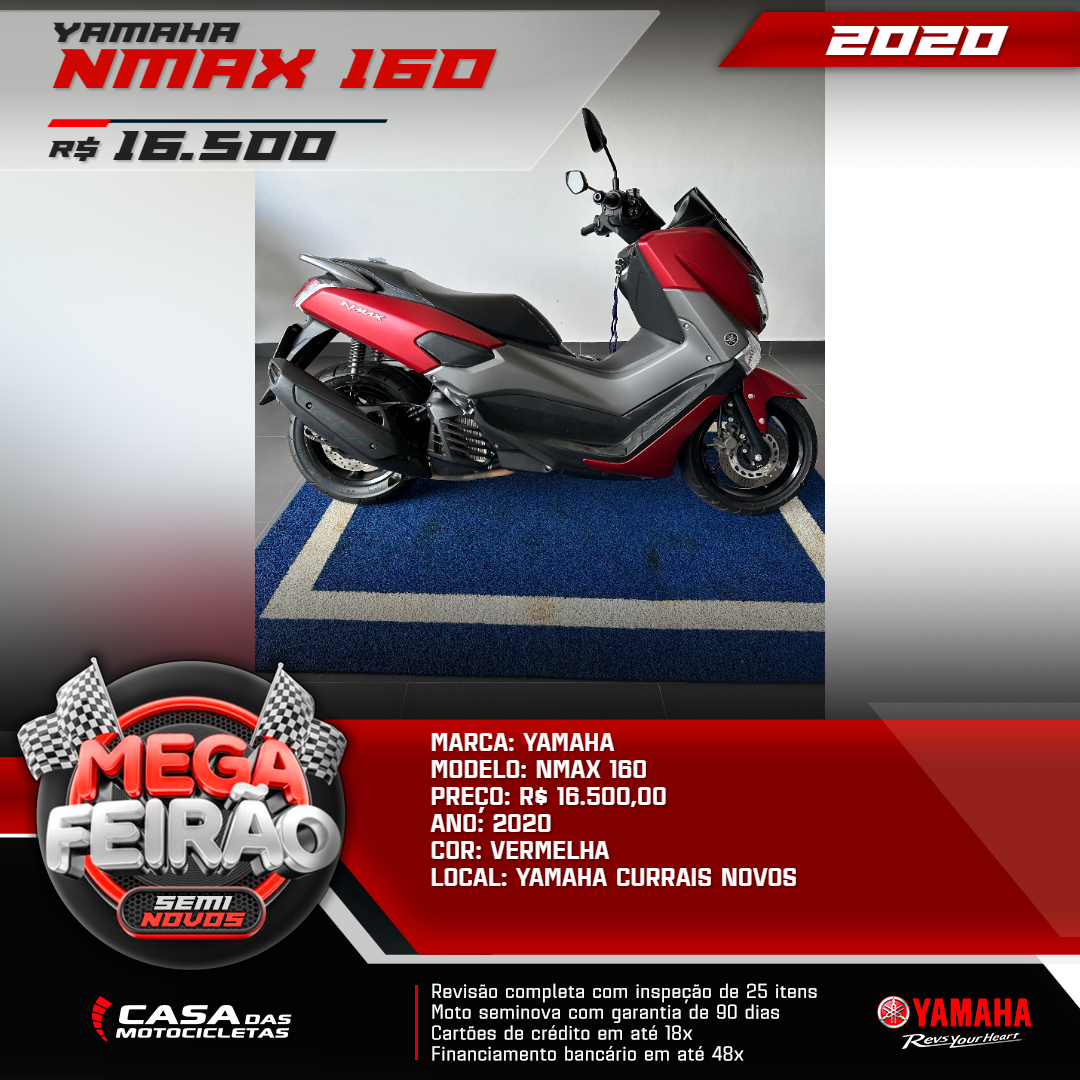 YAMAHA
NMAX 160
R$ 16.500
2020
NMAX
MEGA
FEIRÃO
SEMI
NOVOS
MARCA: YAMAHA
MODELO: NMAX 160
PREÇO: R$ 16.500,00
ANO: 2020
COR: VERMELHA
LOCAL: YAMAHA CURRAIS NOVOS
CASA DAS
MOTOCICLETAS
Revisão completa com inspeção de 25 itens
Moto seminova com garantia de 90 dias
Cartões de crédito em até 18x
Financiamento bancário em até 48x
YAMAHA
Revs Your Heart